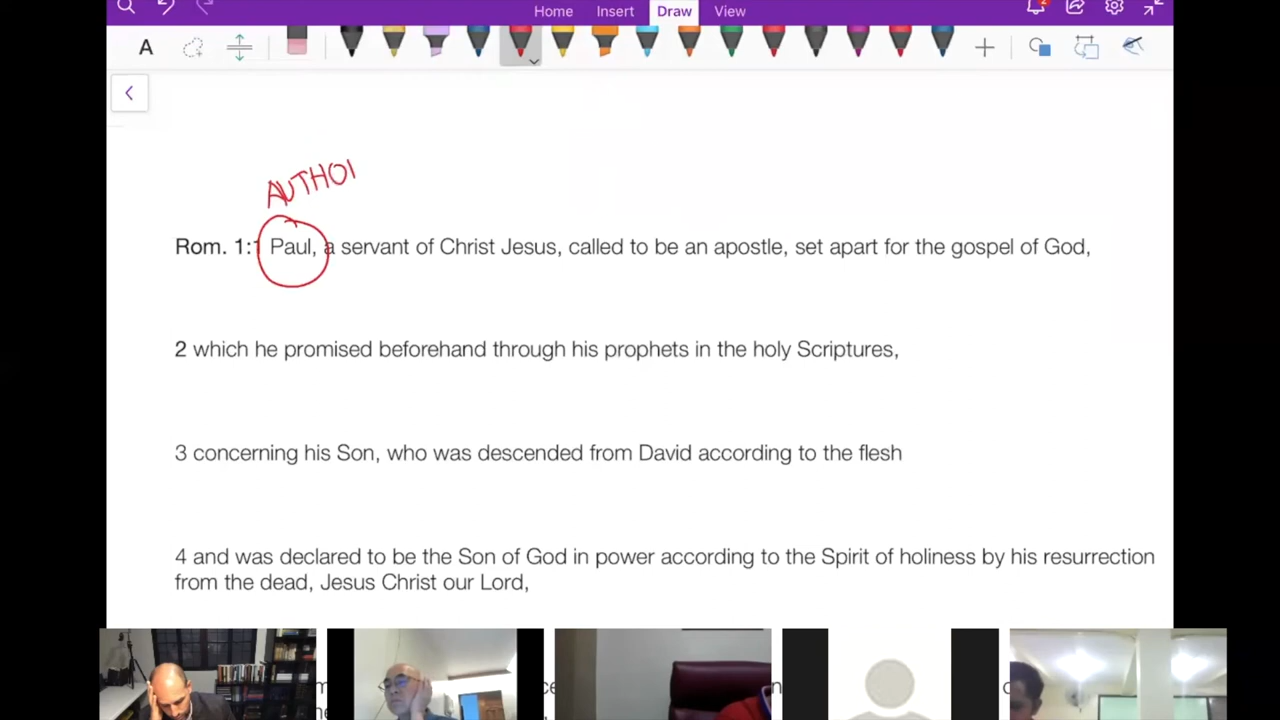 Home Insert Draw View
A
AUTHOI
Rom. 1:1 Paul, a servant of Christ Jesus, called to be an apostle, set apart for the gospel of God,
2 which he promised beforehand through his prophets in the holy Scriptures,
3 concerning his Son, who was descended from David according to the flesh
4 and was declared to be the Son of God in power according to the Spirit of holiness by his resurrection
from the dead, Jesus Christ our Lord,